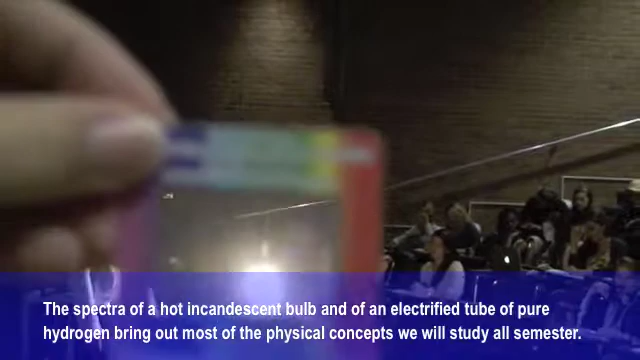 The spectra of a hot incandescent bulb and of an electrified tube of pure
hydrogen bring out most of the physical concepts we will study all semester.